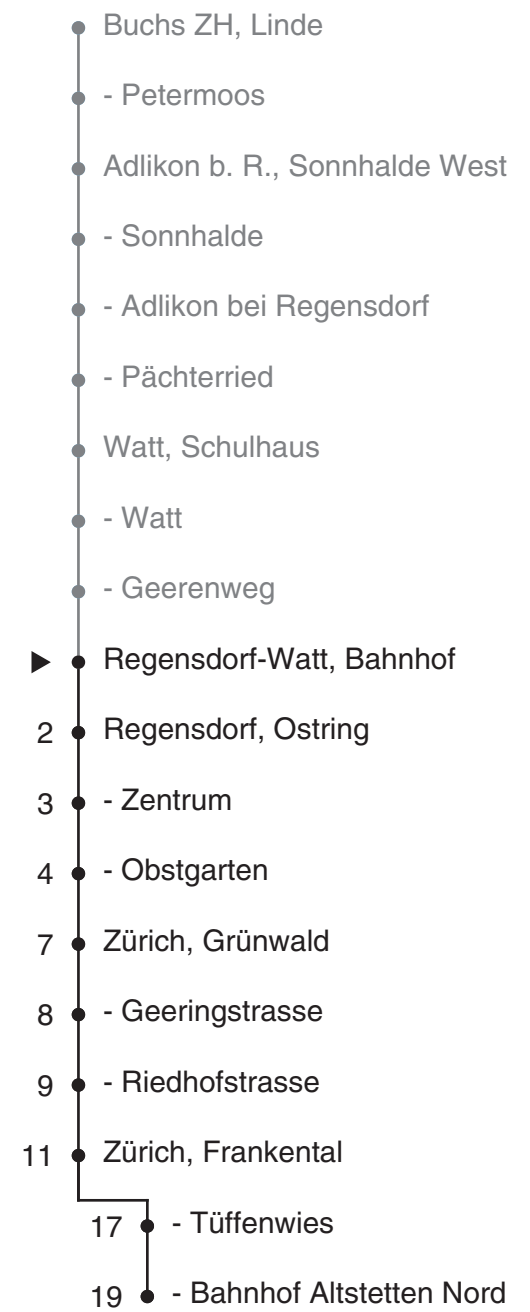 Buchs ZH, Linde
- Petermoos
Adlikon b. R., Sonnhalde West
- Sonnhalde
- Adlikon bei Regensdorf
- Pächterried
Watt, Schulhaus
- Watt
- Geerenweg
Regensdorf-Watt, Bahnhof
2 Regensdorf, Ostring
3 - Zentrum
4 - Obstgarten
7 Zürich, Grünwald
8 - Geeringstrasse
9 - Riedhofstrasse
11 Zürich, Frankental
17 - Tüffenwies
19 - Bahnhof Altstetten Nord